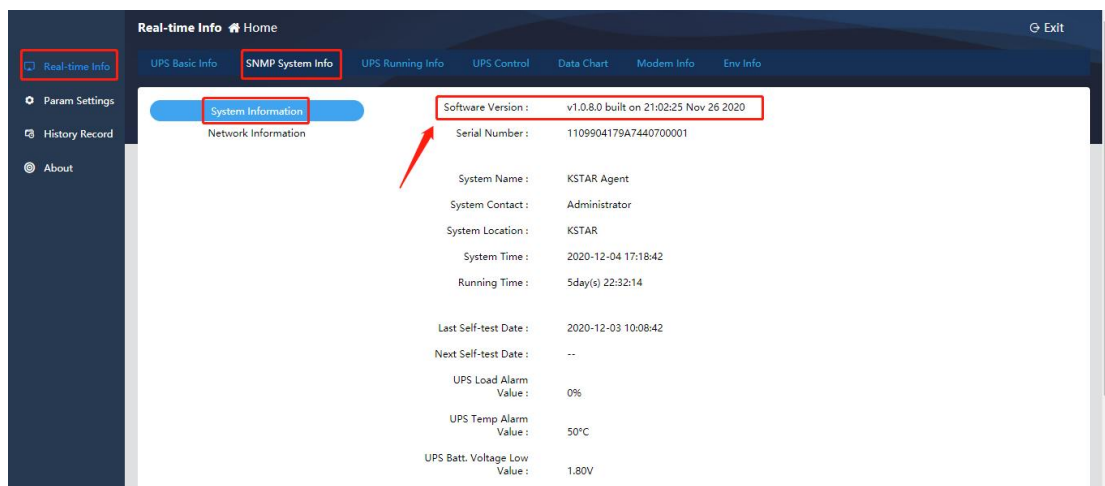 Real-time Info Home Exit
Real-time Info
UPS Basic Info SNMP System Info UPS Running Info UPS Control Data Chart Modem Info Env Info
Param Settings
History Record
About
System Information
Network Information
Software Version : v1.0.8.0 built on 21:02:25 Nov 26 2020
Serial Number : 1109904179A7440700001
System Name : KSTAR Agent
System Contact : Administrator
System Location : KSTAR
System Time : 2020-12-04 17:18:42
Running Time : 5day(s) 22:32:14
Last Self-test Date : 2020-12-03 10:08:42
Next Self-test Date : --
UPS Load Alarm
Value : 0%
UPS Temp Alarm
Value : 50°C
UPS Batt. Voltage Low
Value : 1.80V